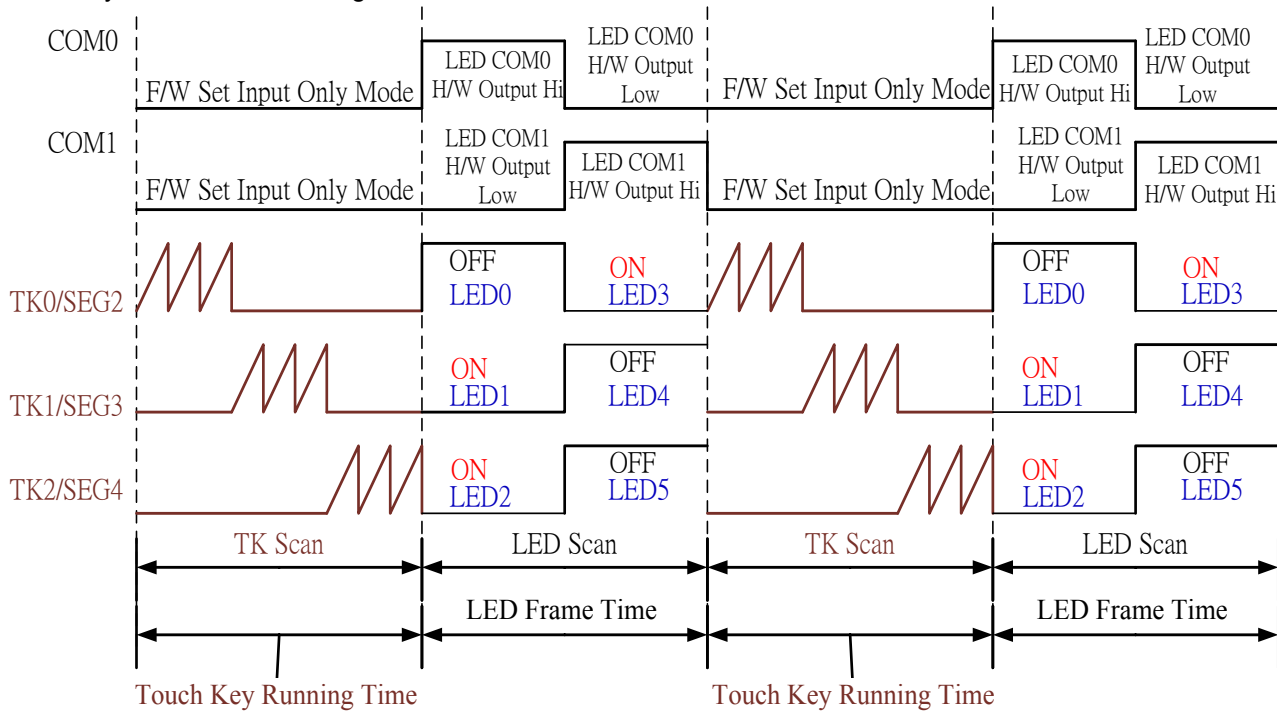 COM0
F/W Set Input Only Mode
LED COM0
H/W Output Hi
LED COM0
H/W Output
Low
F/W Set Input Only Mode
LED COM0
H/W Output Hi
LED COM0
H/W Output
Low
COM1
F/W Set Input Only Mode
LED COM1
H/W Output
Low
LED COM1
H/W Output Hi
F/W Set Input Only Mode
LED COM1
H/W Output
Low
LED COM1
H/W Output Hi
TK0/SEG2
OFF
LED0
ON
LED3
OFF
LED0
ON
LED3
TK1/SEG3
ON
LED1
OFF
LED4
ON
LED1
OFF
LED4
TK2/SEG4
ON
LED2
OFF
LED5
ON
LED2
OFF
LED5
TK Scan
LED Scan
TK Scan
LED Scan
LED Frame Time
LED Frame Time
Touch Key Running Time
Touch Key Running Time